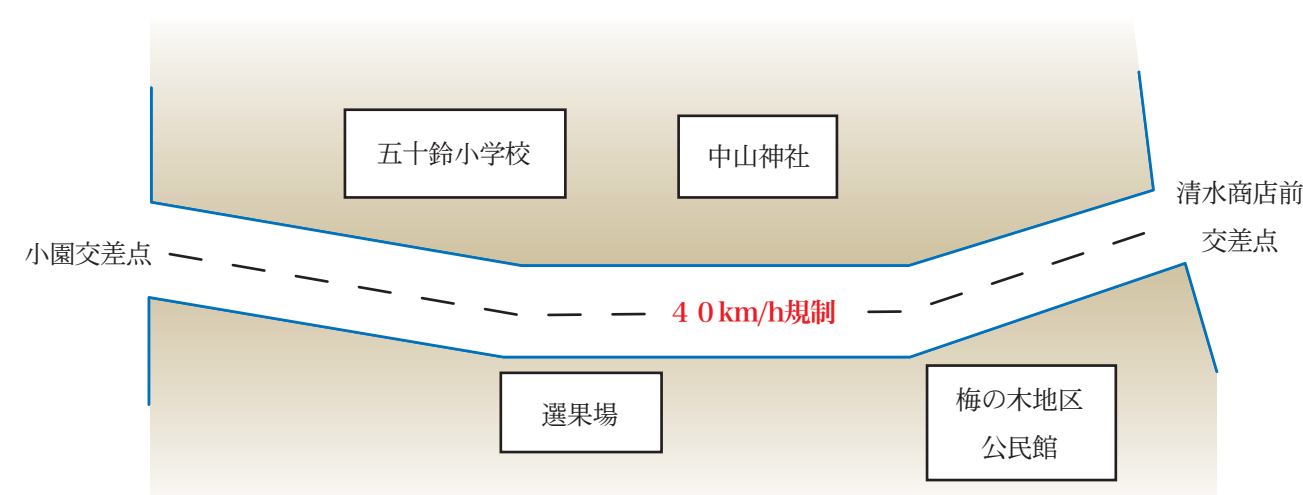 五十鈴小学校
中山神社
清水商店前
交差点
小園交差点
４０km/h規制
選果場
梅の木地区
公民館